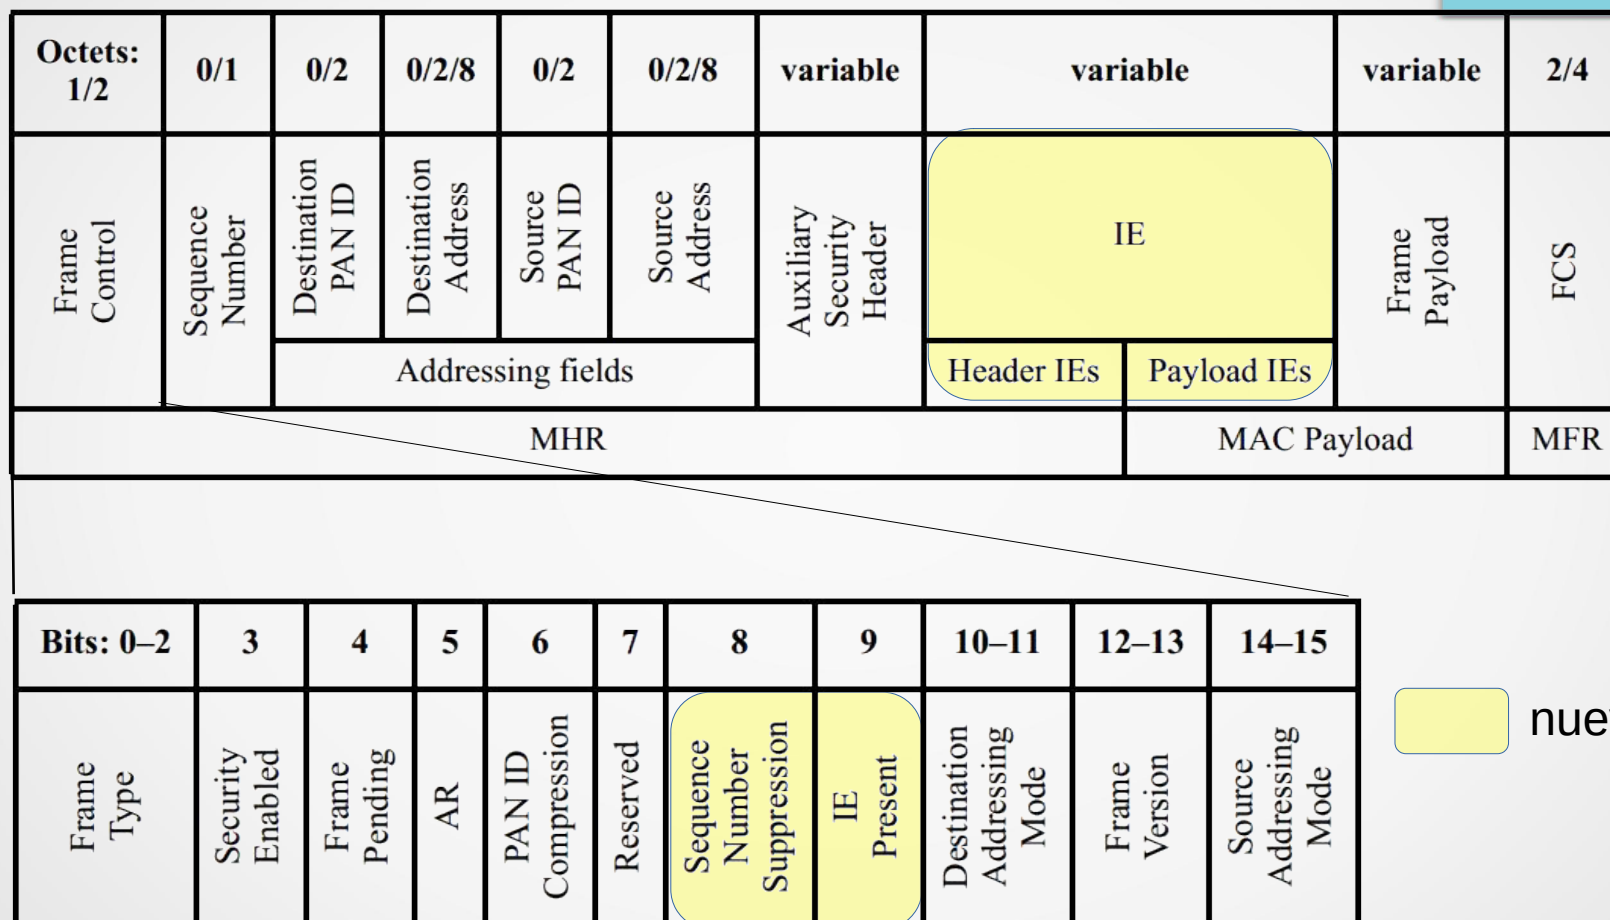 Octets: 1/2 0/1 0/2 0/2/8 0/2 0/2/8 variable variable variable 2/4
Frame Control
Sequence Number
Destination PAN ID
Destination Address
Source PAN ID
Source Address
Auxiliary Security Header
IE
Frame Payload
FCS
Addressing fields
Header IEs Payload IEs
MHR MAC Payload MFR
Bits: 0–2 3 4 5 6 7 8 9 10–11 12–13 14–15
Frame Type
Security Enabled
Frame Pending
AR
PAN ID Compression
Reserved
Sequence Number Suppression
IE Present
Destination Addressing Mode
Frame Version
Source Addressing Mode